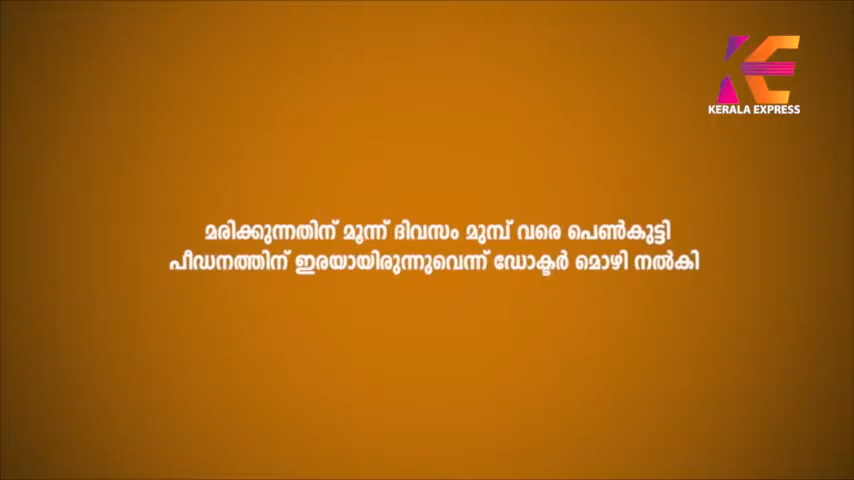 KERALA EXPRESS
മരിക്കുന്നതിന് മൂന്ന് ദിവസം മുമ്പ് വരെ പെൺകുട്ടി
പീഡനത്തിന് ഇരയായിരുന്നുവെന്ന് ഡോക്ടർ മൊഴി നൽകി